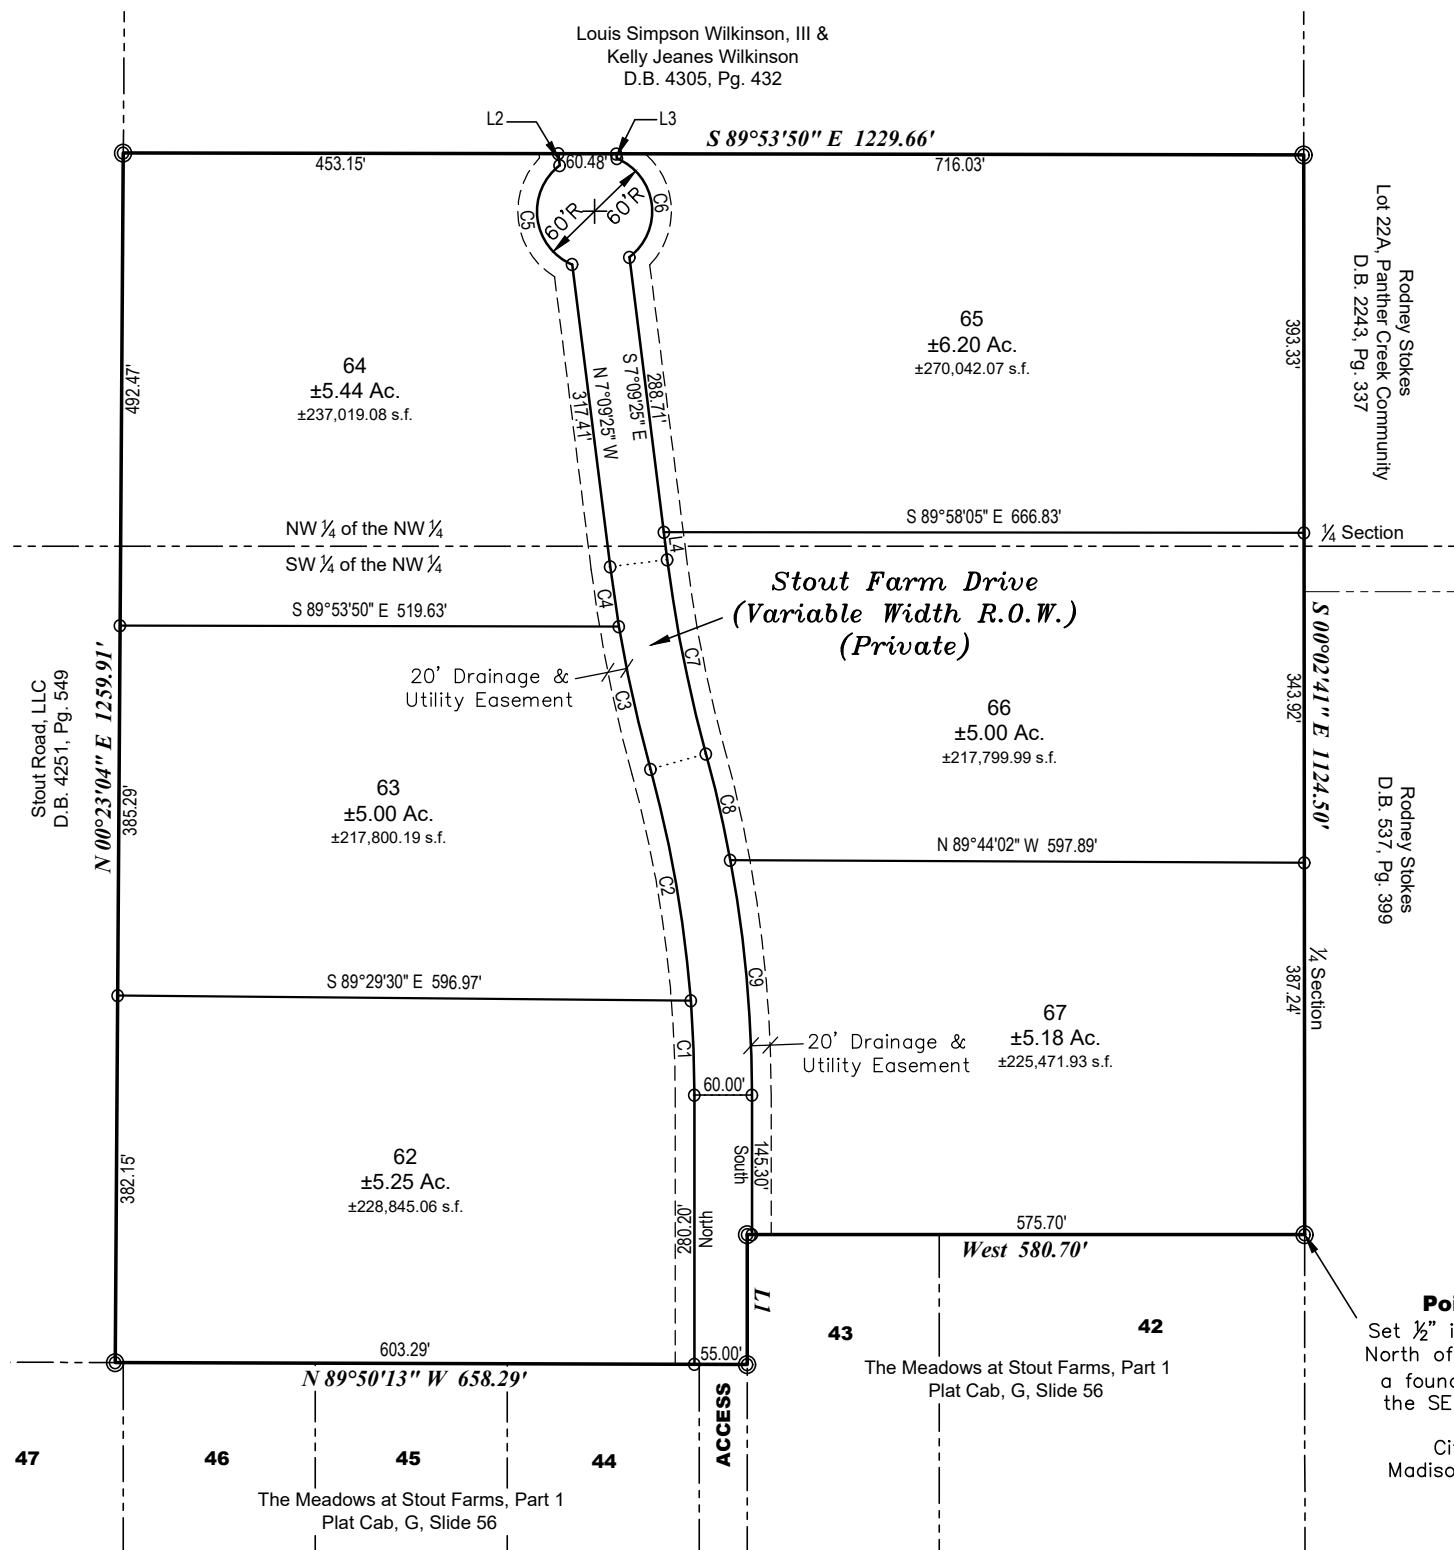 Louis Simpson Wilkinson, III &
Kelly Jeanes Wilkinson
D.B. 4305, Pg. 432
L2
L3
S 89°53'50" E 1229.66'
453.15'
60.48'
716.03'
C5
60'R
60'R
C6
Rodney Stokes
Lot 22A, Panther Creek Community
D.B. 2243, Pg. 337
492.47'
64
±5.44 Ac.
±237,019.08 s.f.
N 7°09'25" W
317.41'
S 7°09'25" E
288.71'
65
±6.20 Ac.
±270,042.07 s.f.
393.33'
NW ¼ of the NW ¼
SW ¼ of the NW ¼
S 89°58'05" E 666.83'
¼ Section
L4
C4
S 89°53'50" E 519.63'
Stout Farm Drive
(Variable Width R.O.W.)
(Private)
S 00°02'41" E 1124.50'
Stout Road, LLC
D.B. 4251, Pg. 549
N 00°23'04" E 1259.91'
20' Drainage &
Utility Easement
C3
C7
343.92'
66
±5.00 Ac.
±217,799.99 s.f.
385.29'
63
±5.00 Ac.
±217,800.19 s.f.
C8
N 89°44'02" W 597.89'
Rodney Stokes
D.B. 537, Pg. 399
C2
S 89°29'30" E 596.97'
C9
¼ Section
387.24'
67
±5.18 Ac.
±225,471.93 s.f.
C1
20' Drainage &
Utility Easement
60.00'
62
±5.25 Ac.
±228,845.06 s.f.
382.15'
South
145.30'
280.20'
North
575.70'
West 580.70'
L1
43
42
Poi
Set ½" i
North of
a found
the SE
Cit
Madiso
603.29'
55.00'
N 89°50'13" W 658.29'
The Meadows at Stout Farms, Part 1
Plat Cab, G, Slide 56
ACCESS
47
46
45
44
The Meadows at Stout Farms, Part 1
Plat Cab, G, Slide 56